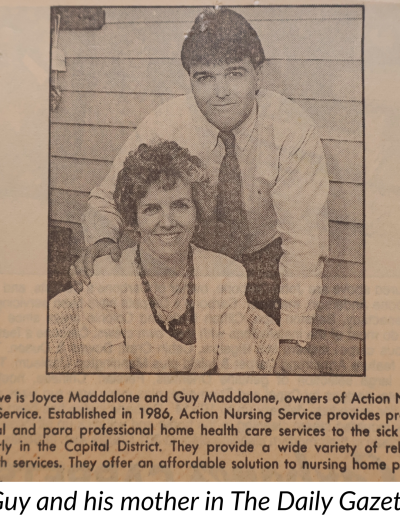 ve is Joyce Maddalone and Guy Maddalone, owners of Action N
Service. Established in 1986, Action Nursing Service provides pr
al and para professional home health care services to the sick
rly in the Capital District. They provide a wide variety of rel
h services. They offer an affordable solution to nursing home p
Guy and his mother in The Daily Gazet